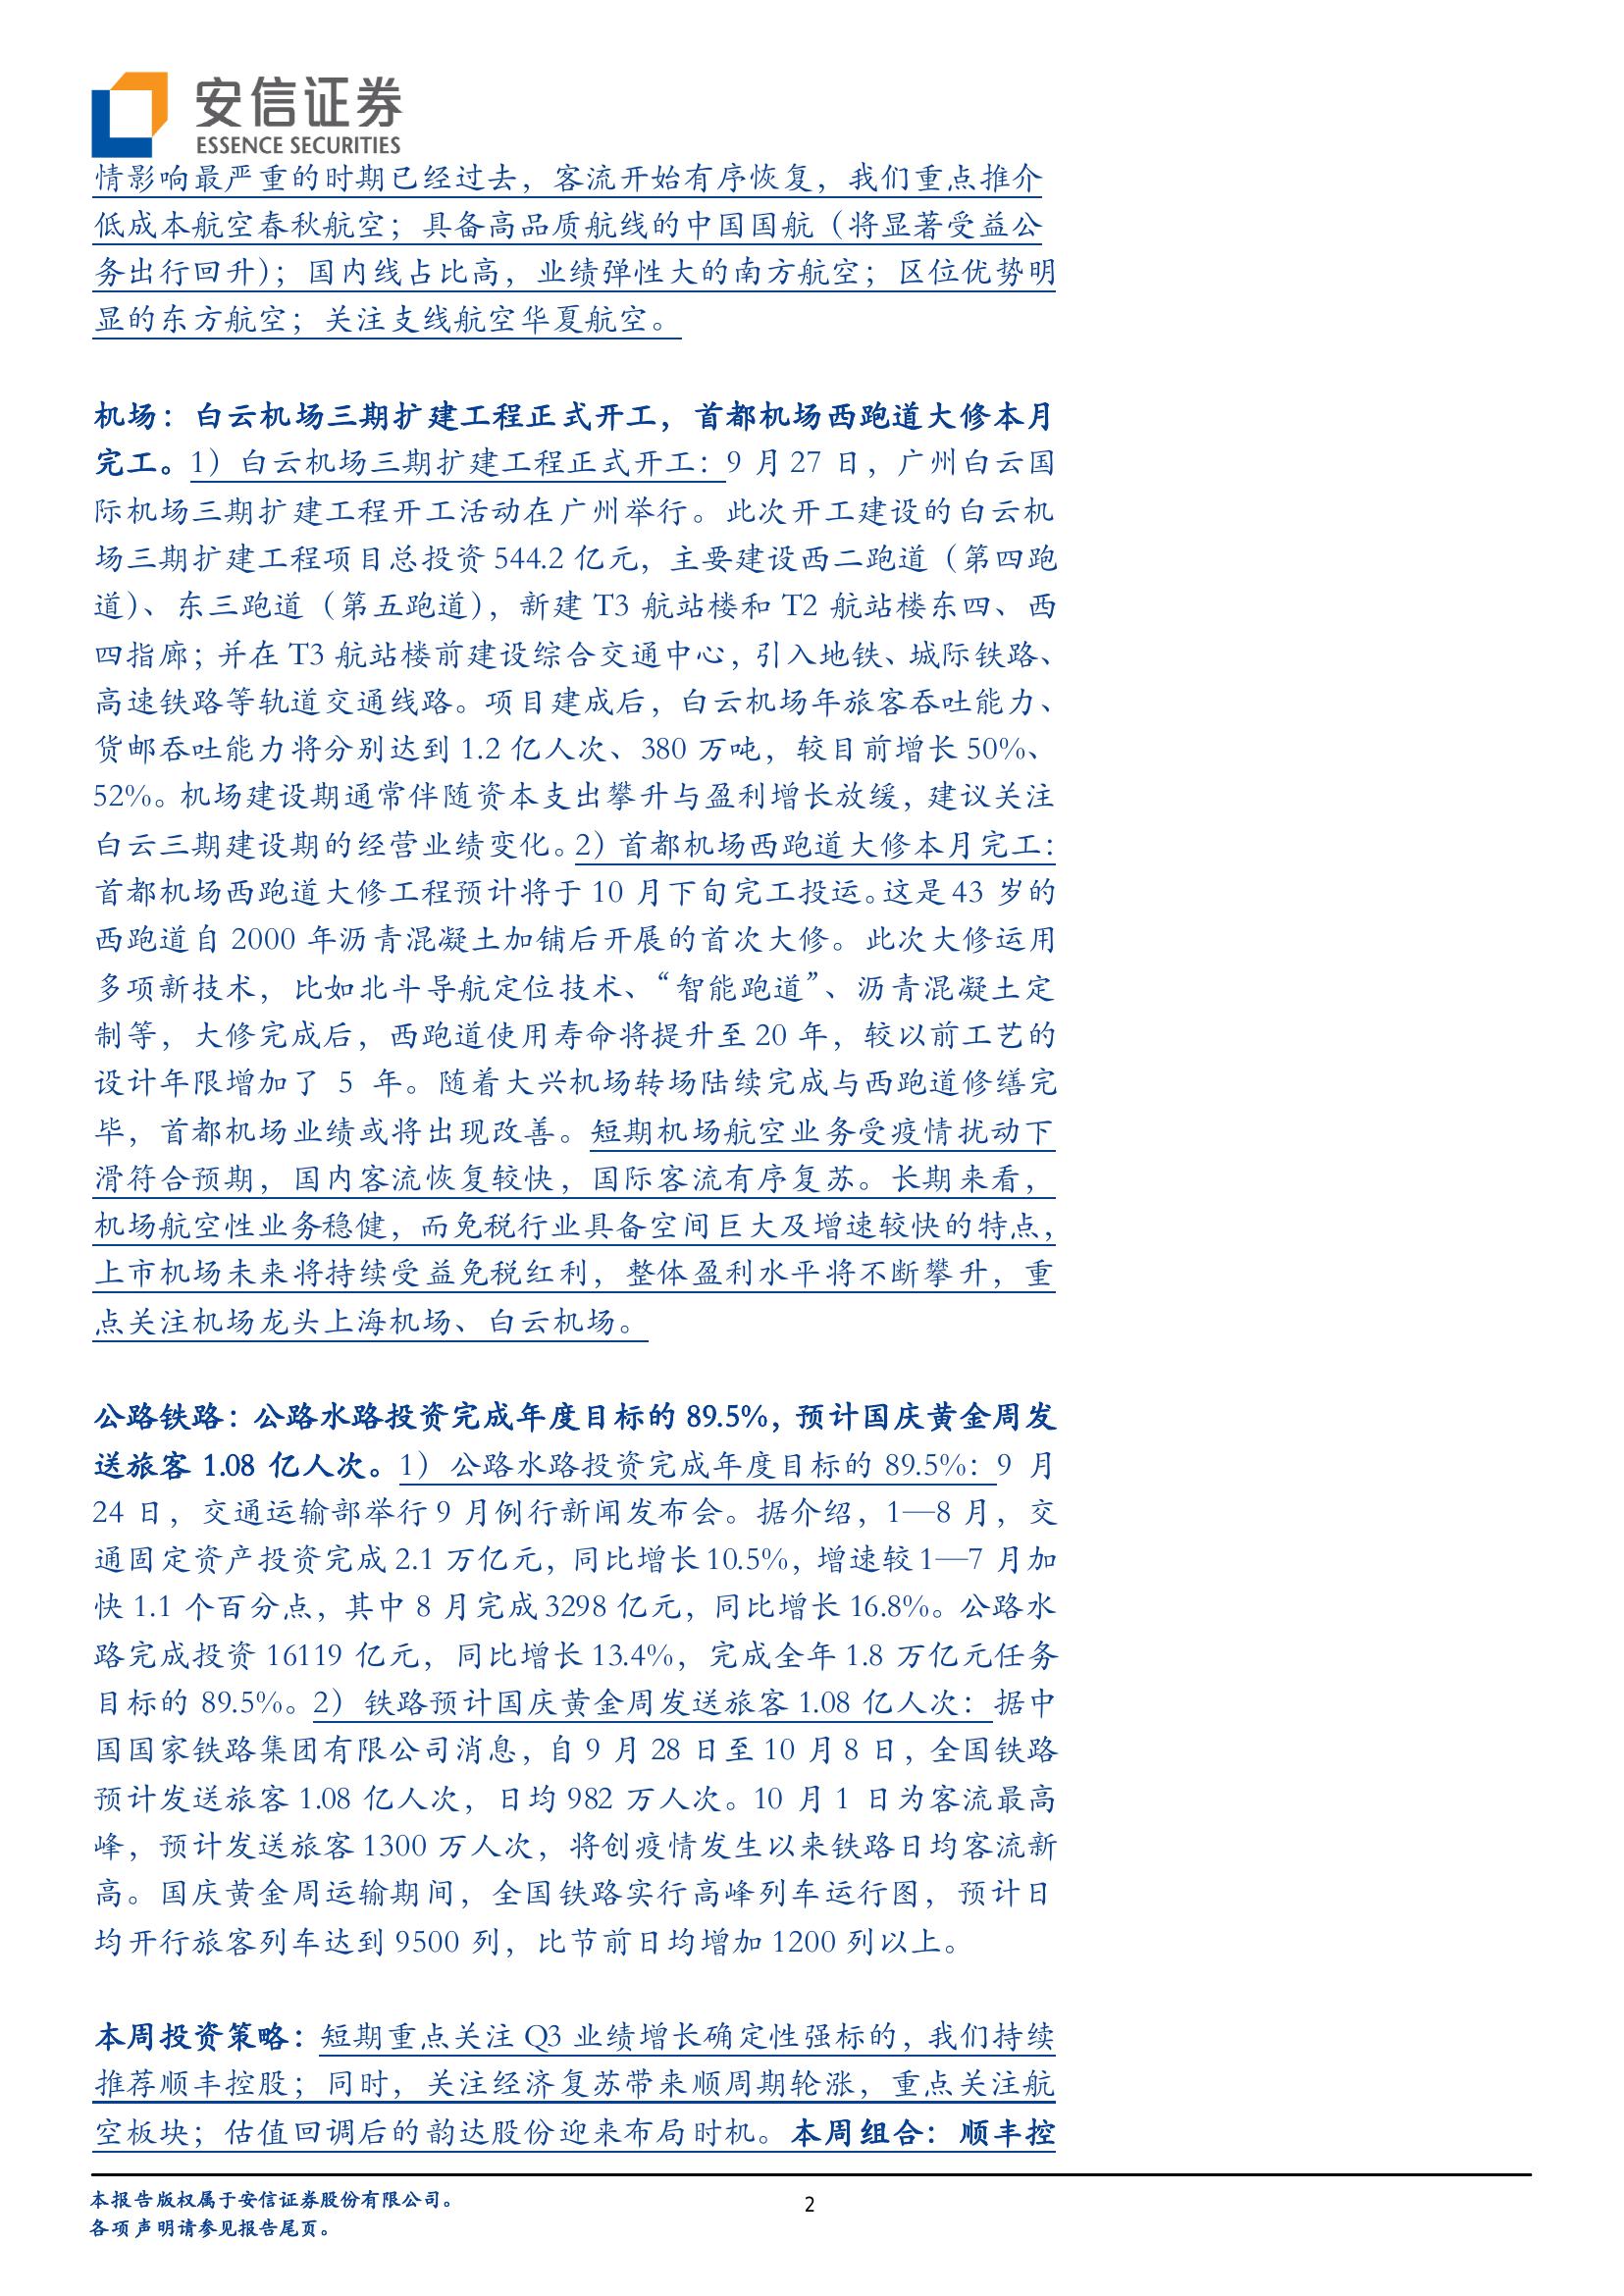 安信证券
ESSENCE SECURITIES
情影响最严重的时期已经过去，客流开始有序恢复，我们重点推介
低成本航空春秋航空；具备高品质航线的中国国航（将显著受益公
务出行回升）；国内线占比高，业绩弹性大的南方航空；区位优势明
显的东方航空；关注支线航空华夏航空。
机场：白云机场三期扩建工程正式开工，首都机场西跑道大修本月
完工。1）白云机场三期扩建工程正式开工：9 月 27 日，广州白云国
际机场三期扩建工程开工活动在广州举行。此次开工建设的白云机
场三期扩建工程项目总投资 544.2 亿元，主要建设西二跑道（第四跑
道）、东三跑道（第五跑道），新建 T3 航站楼和 T2 航站楼东四、西
四指廊；并在 T3 航站楼前建设综合交通中心，引入地铁、城际铁路、
高速铁路等轨道交通线路。项目建成后，白云机场年旅客吞吐能力、
货邮吞吐能力将分别达到 1.2 亿人次、380 万吨，较目前增长 50%、
52%。机场建设期通常伴随资本支出攀升与盈利增长放缓，建议关注
白云三期建设期的经营业绩变化。2）首都机场西跑道大修本月完工：
首都机场西跑道大修工程预计将于 10 月下旬完工投运。这是 43 岁的
西跑道自 2000 年沥青混凝土加铺后开展的首次大修。此次大修运用
多项新技术，比如北斗导航定位技术、“智能跑道”、沥青混凝土定
制等，大修完成后，西跑道使用寿命将提升至 20 年，较以前工艺的
设计年限增加了 5 年。随着大兴机场转场陆续完成与西跑道修缮完
毕，首都机场业绩或将出现改善。短期机场航空业务受疫情扰动下
滑符合预期，国内客流恢复较快，国际客流有序复苏。长期来看，
机场航空性业务稳健，而免税行业具备空间巨大及增速较快的特点，
上市机场未来将持续受益免税红利，整体盈利水平将不断攀升，重
点关注机场龙头上海机场、白云机场。
公路铁路：公路水路投资完成年度目标的 89.5%，预计国庆黄金周发
送旅客 1.08 亿人次。1）公路水路投资完成年度目标的 89.5%：9 月
24 日，交通运输部举行 9 月例行新闻发布会。据介绍，1—8 月，交
通固定资产投资完成 2.1 万亿元，同比增长 10.5%，增速较 1—7 月加
快 1.1 个百分点，其中 8 月完成 3298 亿元，同比增长 16.8%。公路水
路完成投资 16119 亿元，同比增长 13.4%，完成全年 1.8 万亿元任务
目标的 89.5%。2）铁路预计国庆黄金周发送旅客 1.08 亿人次：据中
国国家铁路集团有限公司消息，自 9 月 28 日至 10 月 8 日，全国铁路
预计发送旅客 1.08 亿人次，日均 982 万人次。10 月 1 日为客流最高
峰，预计发送旅客 1300 万人次，将创疫情发生以来铁路日均客流新
高。国庆黄金周运输期间，全国铁路实行高峰列车运行图，预计日
均开行旅客列车达到 9500 列，比节前日均增加 1200 列以上。
本周投资策略：短期重点关注 Q3 业绩增长确定性强标的，我们持续
推荐顺丰控股；同时，关注经济复苏带来顺周期轮涨，重点关注航
空板块；估值回调后的韵达股份迎来布局时机。本周组合：顺丰控
本报告版权属于安信证券股份有限公司。
2
各项声明请参见报告尾页。